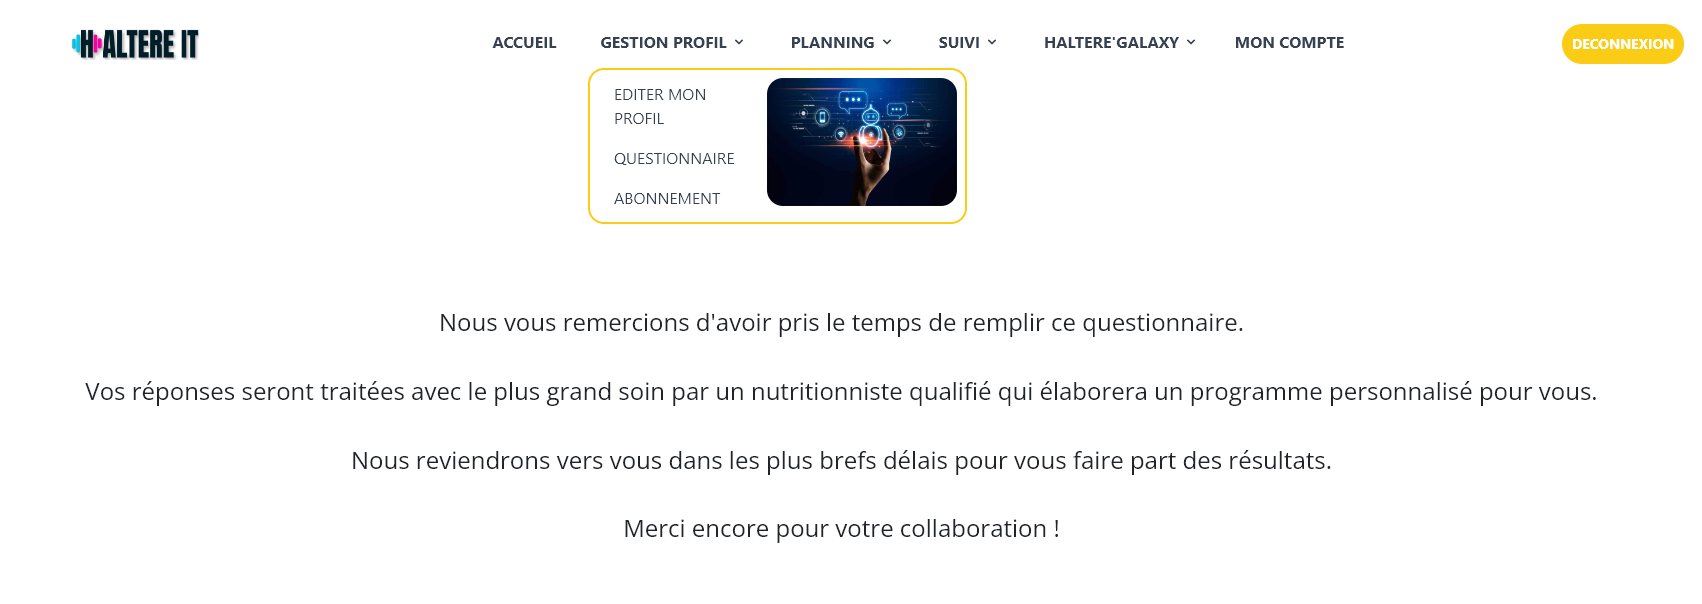 HALTERE IT
ACCUEIL
GESTION PROFIL
PLANNING
SUIVI
HALTERE'GALAXY
MON COMPTE
DECONNEXION
EDITER MON
PROFIL
QUESTIONNAIRE
ABONNEMENT
Nous vous remercions d'avoir pris le temps de remplir ce questionnaire.
Vos réponses seront traitées avec le plus grand soin par un nutritionniste qualifié qui élaborera un programme personnalisé pour vous.
Nous reviendrons vers vous dans les plus brefs délais pour vous faire part des résultats.
Merci encore pour votre collaboration !